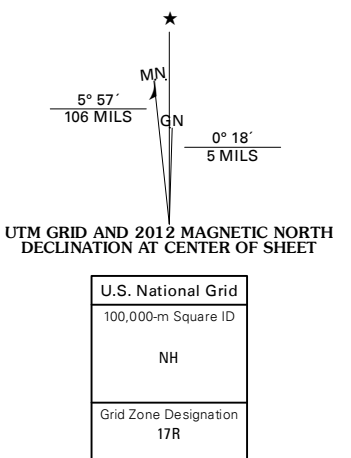 ★
MN
5° 57´
106 MILS
GN
0° 18´
5 MILS
UTM GRID AND 2012 MAGNETIC NORTH
DECLINATION AT CENTER OF SHEET
U.S. National Grid
100,000-m Square ID
NH
Grid Zone Designation
17R